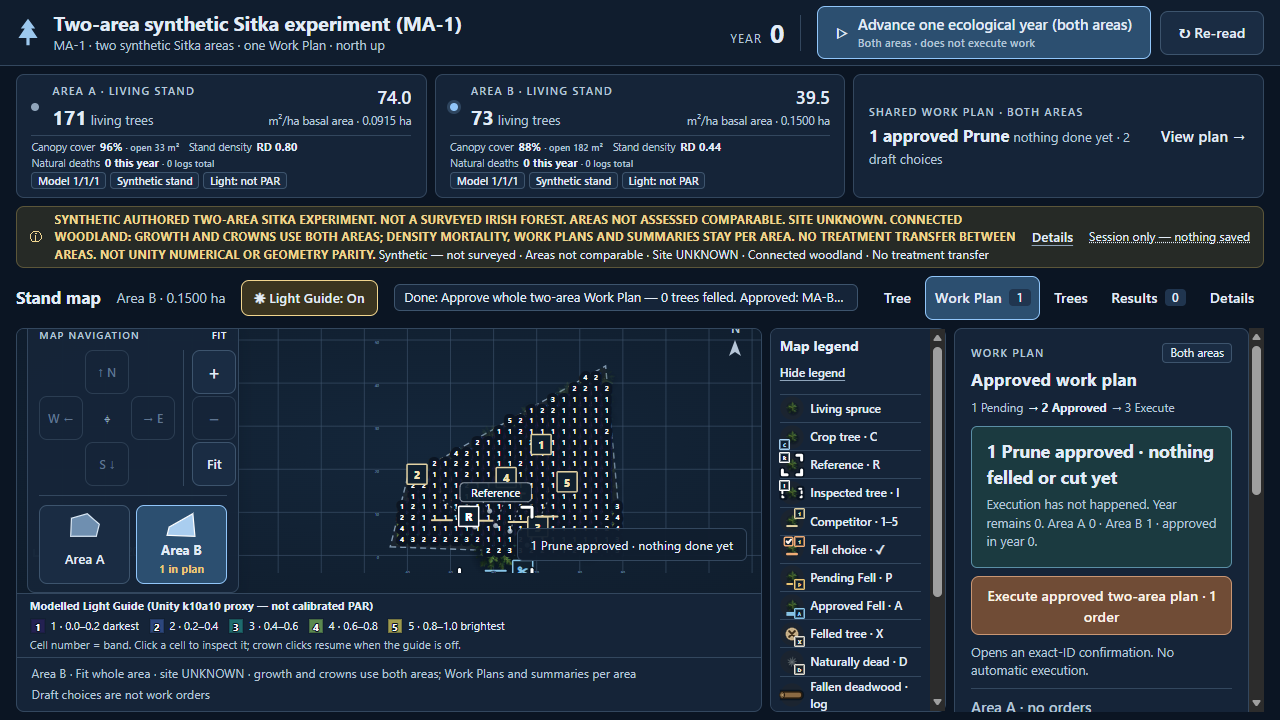 Two-area synthetic Sitka experiment (MA-1)
MA-1 · two synthetic Sitka areas · one Work Plan · north up
YEAR 0
Advance one ecological year (both areas)
Both areas · does not execute work
↻ Re-read
AREA A · LIVING STAND
74.0
171 living trees
m²/ha basal area · 0.0915 ha
Canopy cover 96% · open 33 m² Stand density RD 0.80
Natural deaths 0 this year · 0 logs total
Model 1/1/1 Synthetic stand Light: not PAR
AREA B · LIVING STAND
39.5
73 living trees
m²/ha basal area · 0.1500 ha
Canopy cover 88% · open 182 m² Stand density RD 0.44
Natural deaths 0 this year · 0 logs total
Model 1/1/1 Synthetic stand Light: not PAR
SHARED WORK PLAN · BOTH AREAS
1 approved Prune nothing done yet · 2
draft choices
View plan →
SYNTHETIC AUTHORED TWO-AREA SITKA EXPERIMENT. NOT A SURVEYED IRISH FOREST. AREAS NOT ASSESSED COMPARABLE. SITE UNKNOWN. CONNECTED
WOODLAND: GROWTH AND CROWNS USE BOTH AREAS; DENSITY MORTALITY, WORK PLANS AND SUMMARIES STAY PER AREA. NO TREATMENT TRANSFER BETWEEN
AREAS. NOT UNITY NUMERICAL OR GEOMETRY PARITY. Synthetic — not surveyed · Areas not comparable · Site UNKNOWN · Connected woodland · No treatment transfer
Details
Session only — nothing saved
Stand map
Area B · 0.1500 ha
Light Guide: On
Done: Approve whole two-area Work Plan — 0 trees felled. Approved: MA-B...
Tree
Work Plan 1
Trees
Results 0
Details
MAP NAVIGATION
FIT
↑ N
+
W ←
→ E
−
S ↓
Fit
Area A
Area B
1 in plan
N
1
2
4
5
Reference
R
1 Prune approved · nothing done yet
Modelled Light Guide (Unity k10a10 proxy — not calibrated PAR)
1 1 · 0.0–0.2 darkest 2 2 · 0.2–0.4 3 3 · 0.4–0.6 4 4 · 0.6–0.8 5 5 · 0.8–1.0 brightest
Cell number = band. Click a cell to inspect it; crown clicks resume when the guide is off.
Area B · Fit whole area · site UNKNOWN · growth and crowns use both areas; Work Plans and summaries per area
Draft choices are not work orders
Map legend
Hide legend
Living spruce
Crop tree · C
Reference · R
Inspected tree · I
Competitor · 1–5
Fell choice · ✓
Pending Fell · P
Approved Fell · A
Felled tree · X
Naturally dead · D
Fallen deadwood ·
log
WORK PLAN
Both areas
Approved work plan
1 Pending → 2 Approved → 3 Execute
1 Prune approved · nothing
felled or cut yet
Execution has not happened. Year
remains 0. Area A 0 · Area B 1 · approved
in year 0.
Execute approved two-area plan · 1
order
Opens an exact-ID confirmation. No
automatic execution.
Area A · no orders